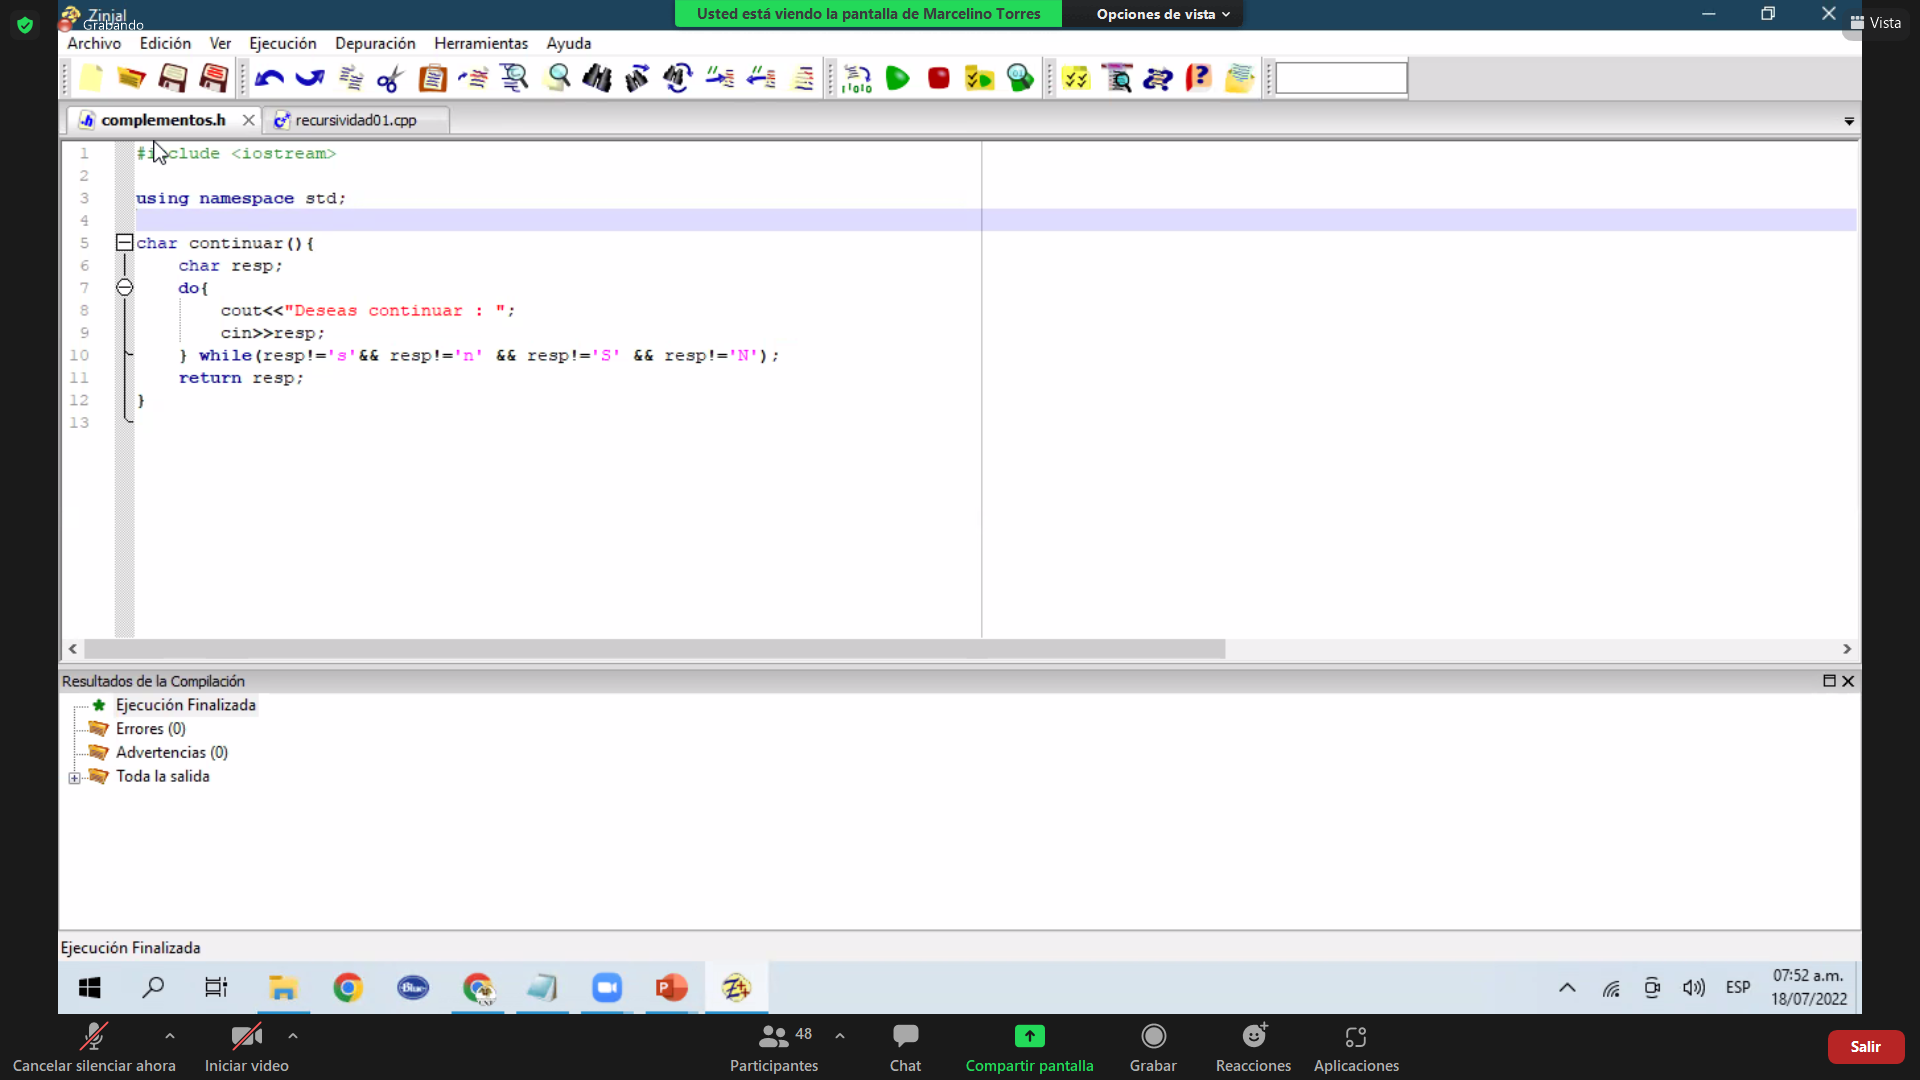 Zinjal
Grabando
Usted está viendo la pantalla de Marcelino Torres
Opciones de vista
Vista
Archivo Edición Ver Ejecución Depuración Herramientas Ayuda
complementos.h
recursividad01.cpp
1 #include <iostream>
2
3 using namespace std;
4
5 char continuar(){
6 char resp;
7 do{
8 cout<<"Deseas continuar : ";
9 cin>>resp;
10 } while(resp!='s'&& resp!='n' && resp!='S' && resp!='N');
11 return resp;
12 }
13
Resultados de la Compilación
Ejecución Finalizada
Errores (0)
Advertencias (0)
Toda la salida
Ejecución Finalizada
ESP
07:52 a.m.
18/07/2022
Cancelar silenciar ahora
Iniciar video
48
Participantes
Chat
Compartir pantalla
Grabar
Reacciones
Aplicaciones
Salir